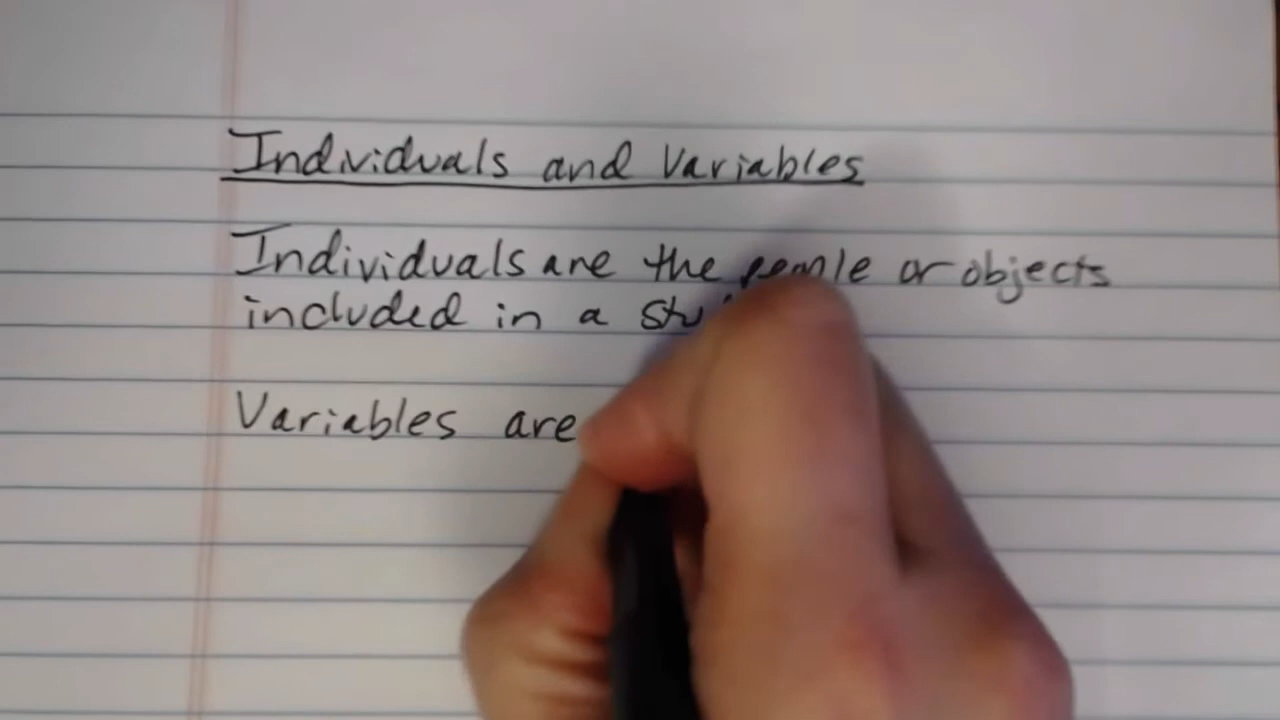 Individuals and Variables
Individuals are the people or objects
included in a
Variables are